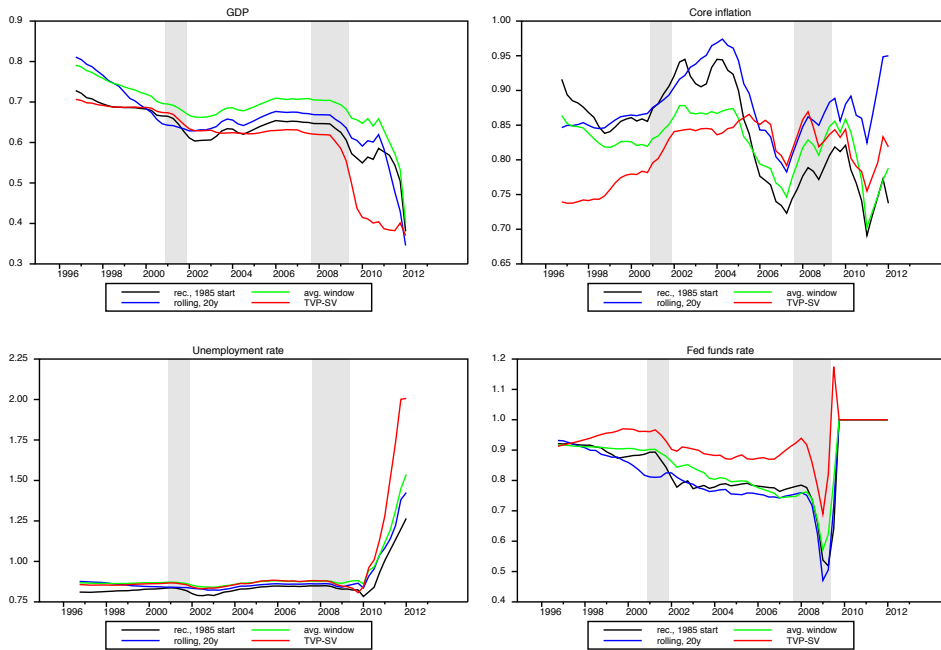 GDP
0.9
0.8
0.7
0.6
0.5
0.4
0.3
1996 1998 2000 2002 2004 2006 2008 2010 2012
rec., 1985 start avg. window
rolling, 20y TVP-SV
Core inflation
1.00
0.95
0.90
0.85
0.80
0.75
0.70
0.65
1996 1998 2000 2002 2004 2006 2008 2010 2012
rec., 1985 start avg. window
rolling, 20y TVP-SV
Unemployment rate
2.25
2.00
1.75
1.50
1.25
1.00
0.75
1996 1998 2000 2002 2004 2006 2008 2010 2012
rec., 1985 start avg. window
rolling, 20y TVP-SV
Fed funds rate
1.2
1.1
1.0
0.9
0.8
0.7
0.6
0.5
0.4
1996 1998 2000 2002 2004 2006 2008 2010 2012
rec., 1985 start avg. window
rolling, 20y TVP-SV